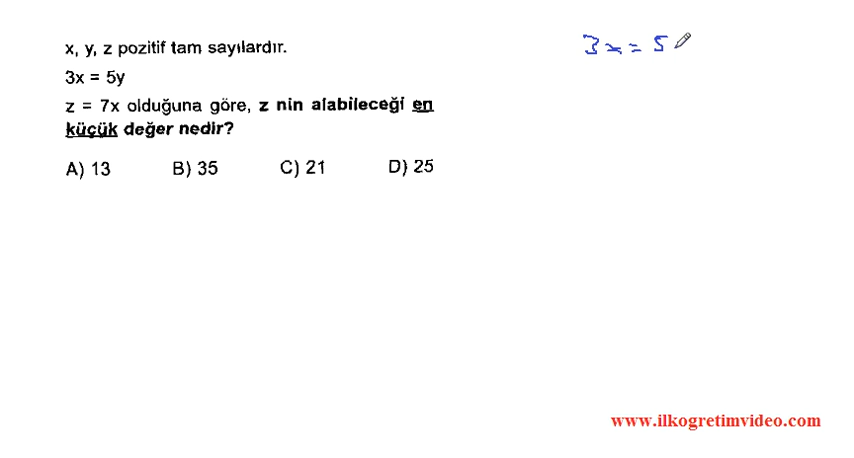 x, y, z pozitif tam sayılardır.
3x = 5y
z = 7x olduğuna göre, z nin alabileceği en
küçük değer nedir?
A) 13 B) 35 C) 21 D) 25
3x = 5
www.ilkogretimvideo.com